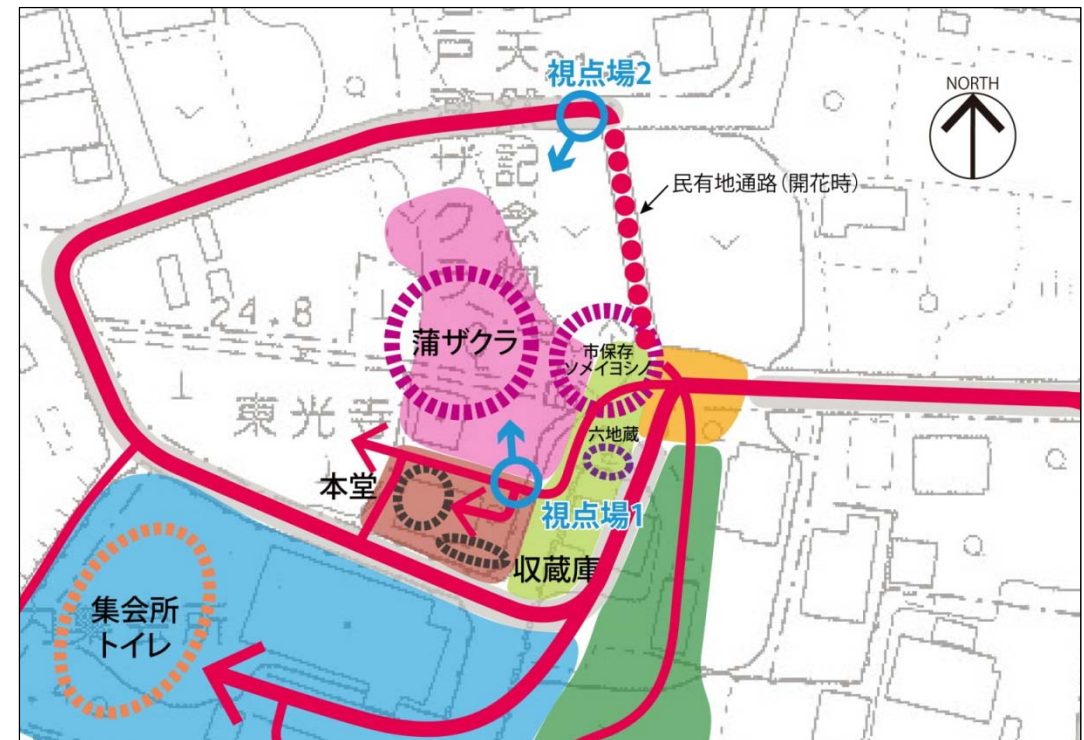 視点場2
NORTH
民有地通路（開花時）
24.8
蒲ザクラ
市保存
ソメイヨシノ
東光寺
六地蔵
本堂
視点場1
収蔵庫
集会所
トイレ